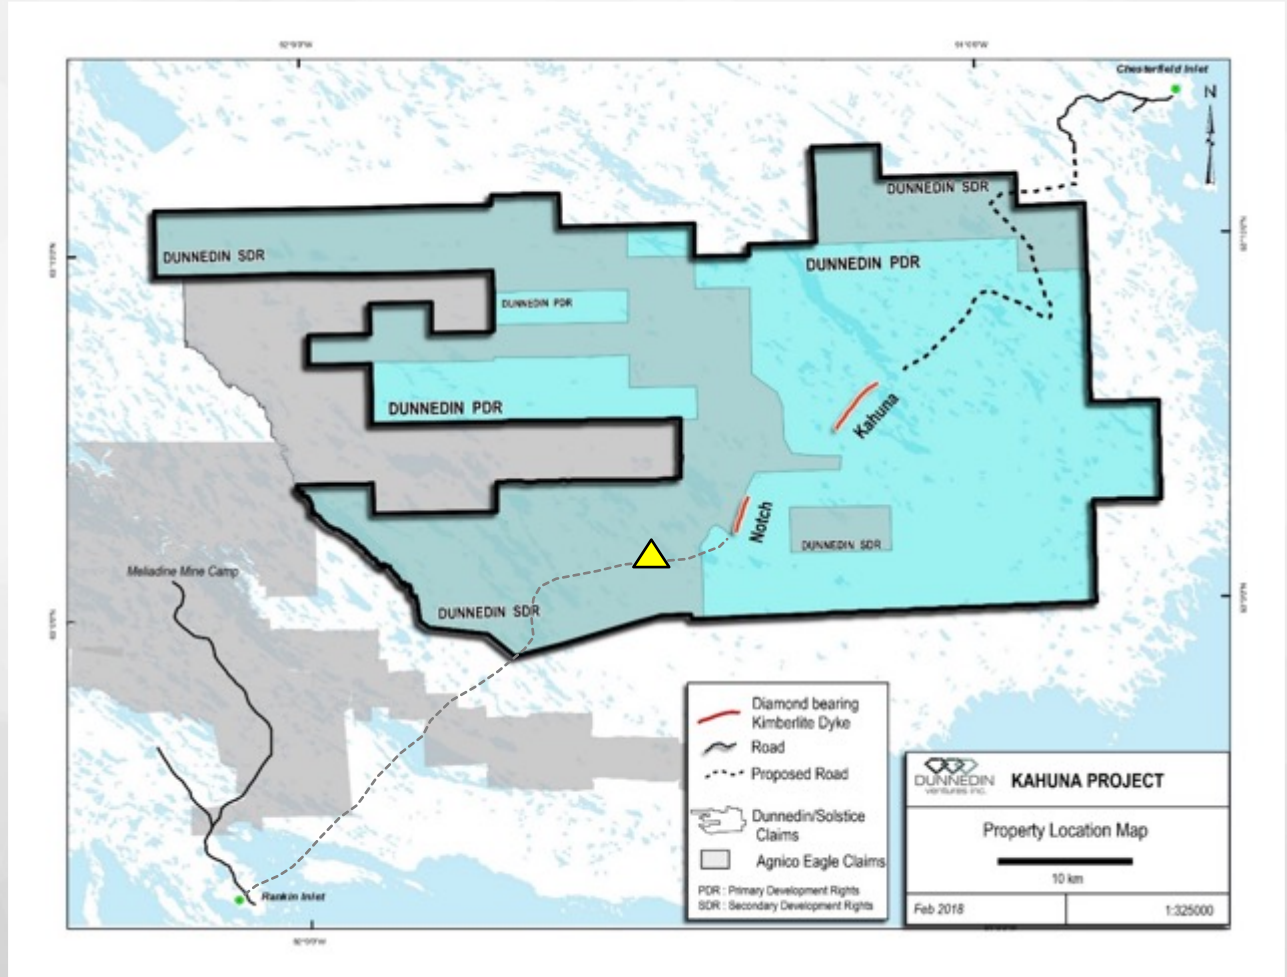 Chesterfield Inlet
N
DUNNEDIN SDR
DUNNEDIN SDR
DUNNEDIN PDR
DUNNEDIN PDR
DUNNEDIN PDR
Kahuna
Notch
DUNNEDIN SDR
Meliadine Mine Camp
DUNNEDIN SDR
Rankin Inlet
Diamond bearing
Kimberlite Dyke
Road
Proposed Road
Dunnedin/Solstice
Claims
Agnico Eagle Claims
PDR : Primary Development Rights
SDR : Secondary Development Rights
DUNNEDIN
ventures inc.
KAHUNA PROJECT
Property Location Map
10 km
Feb 2018
1:325000